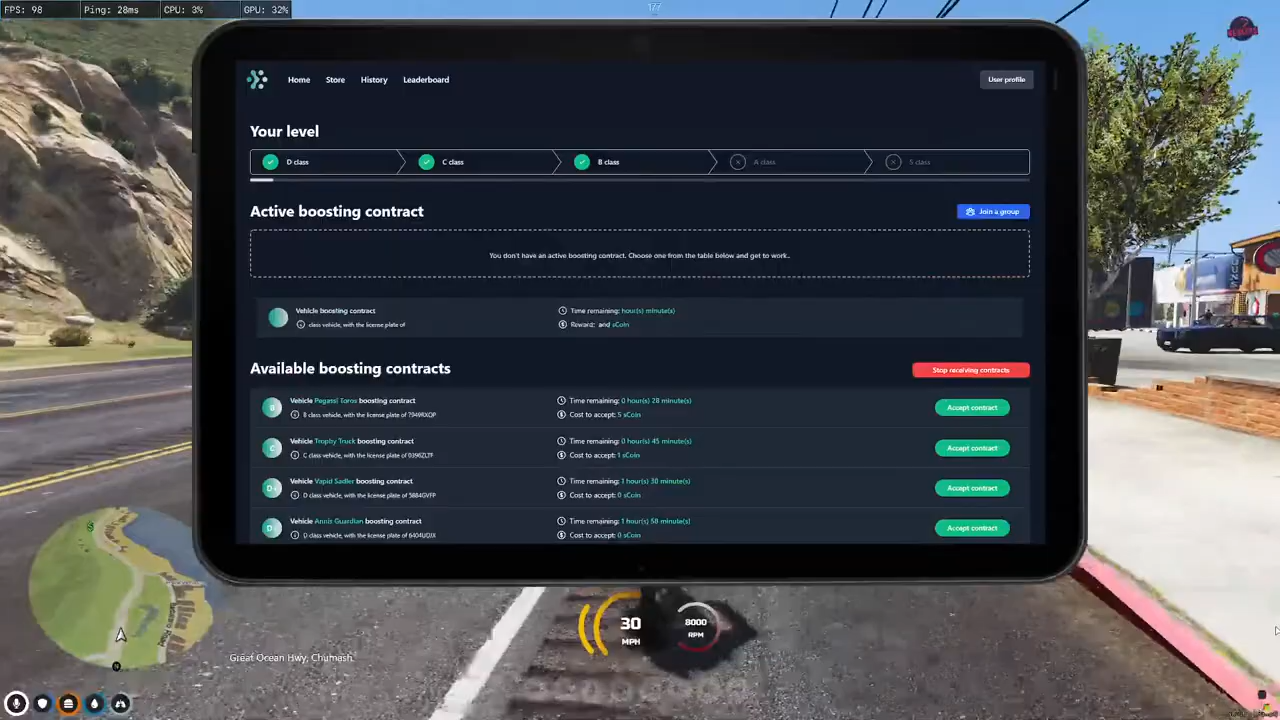 FPS: 98 Ping: 28ms CPU: 3% GPU: 32%
Home Store History Leaderboard User profile
Your level
D class C class B class A class S class
Active boosting contract Join a group
You don't have an active boosting contract. Choose one from the table below and get to work..
Vehicle boosting contract Time remaining: hour(s) minute(s)
class vehicle, with the license plate of Reward: and sCoin
Available boosting contracts Stop receiving contracts
B Vehicle Pegassi Toros boosting contract Time remaining: 0 hour(s) 28 minute(s) Accept contract
B class vehicle, with the license plate of Cost to accept: 5 sCoin
C Vehicle Trophy Truck boosting contract Time remaining: 0 hour(s) 45 minute(s) Accept contract
C class vehicle, with the license plate of Cost to accept: 1 sCoin
D+ Vehicle Vapid Sadler boosting contract Time remaining: 1 hour(s) 30 minute(s) Accept contract
D class vehicle, with the license plate of 5884GVFP Cost to accept: 0 sCoin
D Vehicle Annis Guardian boosting contract Time remaining: 1 hour(s) 58 minute(s) Accept contract
D class vehicle, with the license plate of Cost to accept: 0 sCoin
30 8000
MPH RPM
Great Ocean Hwy, Chumash
N